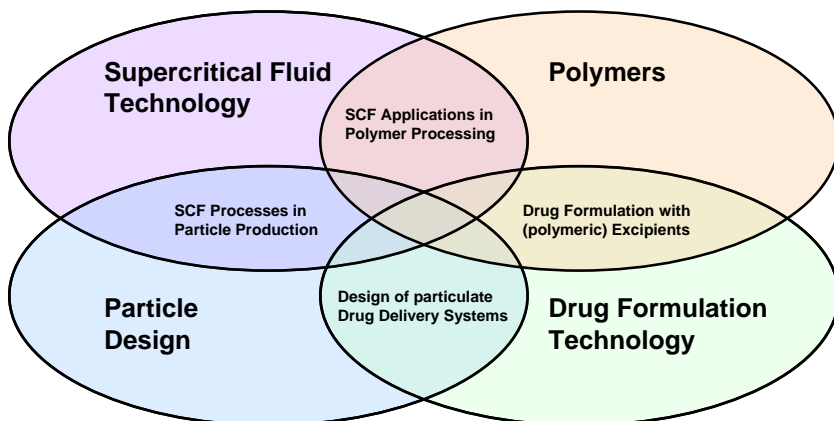 Supercritical Fluid
Technology
Polymers
SCF Applications in
Polymer Processing
SCF Processes in
Particle Production
Drug Formulation with
(polymeric) Excipients
Particle
Design
Design of particulate
Drug Delivery Systems
Drug Formulation
Technology